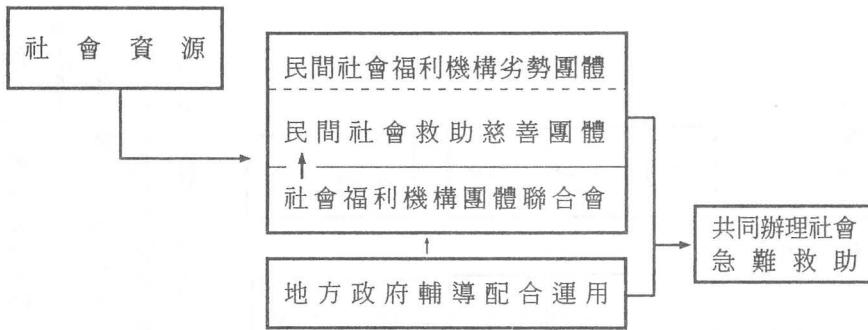 社會資源
民間社會福利機構劣勢團體
民間社會救助慈善團體
社會福利機構團體聯合會
地方政府輔導配合運用
共同辦理社會
急難救助